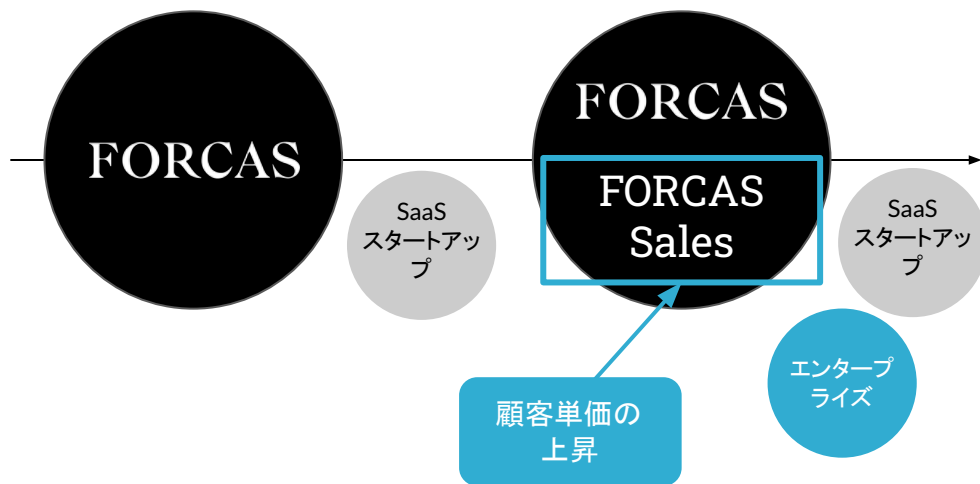 FORCAS
SaaS
スタートアッ
プ
FORCAS
FORCAS
Sales
SaaS
スタートアッ
プ
エンタープ
ライズ
顧客単価の
上昇